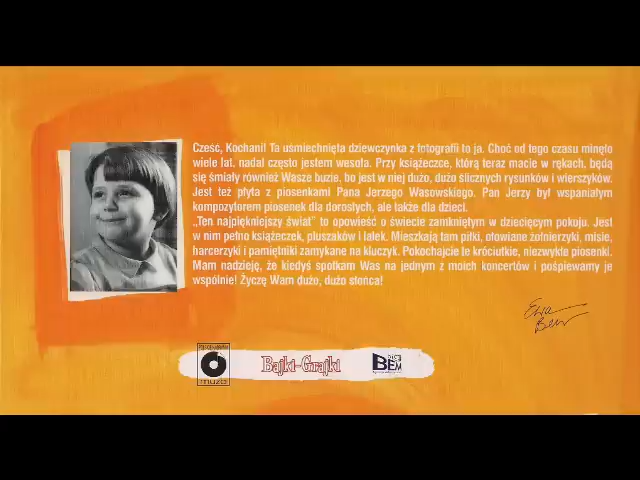 Cześć, Kochani! Ta uśmiechnięta dziewczynka z fotografii to ja. Choć od tego czasu minęło
wiele lat, nadal często jestem wesoła. Przy książeczce, którą teraz macie w rękach, będą
się śmiały również Wasze buzie, bo jest w niej dużo, dużo ślicznych rysunków i wierszyków.
Jest też płyta z piosenkami Pana Jerzego Wasowskiego. Pan Jerzy był wspaniałym
kompozytorem piosenek dla dorosłych, ale także dla dzieci.
„Ten najpiękniejszy świat" to opowieść o świecie zamkniętym w dziecięcym pokoju. Jest
w nim pełno książeczek, pluszaków i lalek. Mieszkają tam piłki, ołowiane żołnierzyki, misie,
harcerzyki i pamiętniki zamykane na kluczyk. Pokochajcie te króciutkie, niezwykłe piosenki.
Mam nadzieję, że kiedyś spotkam Was na jednym z moich koncertów i pośpiewamy je
wspólnie! Życzę Wam dużo, dużo słońca!
Ewa
Bem
muza
Bajki-Grajki
BEM